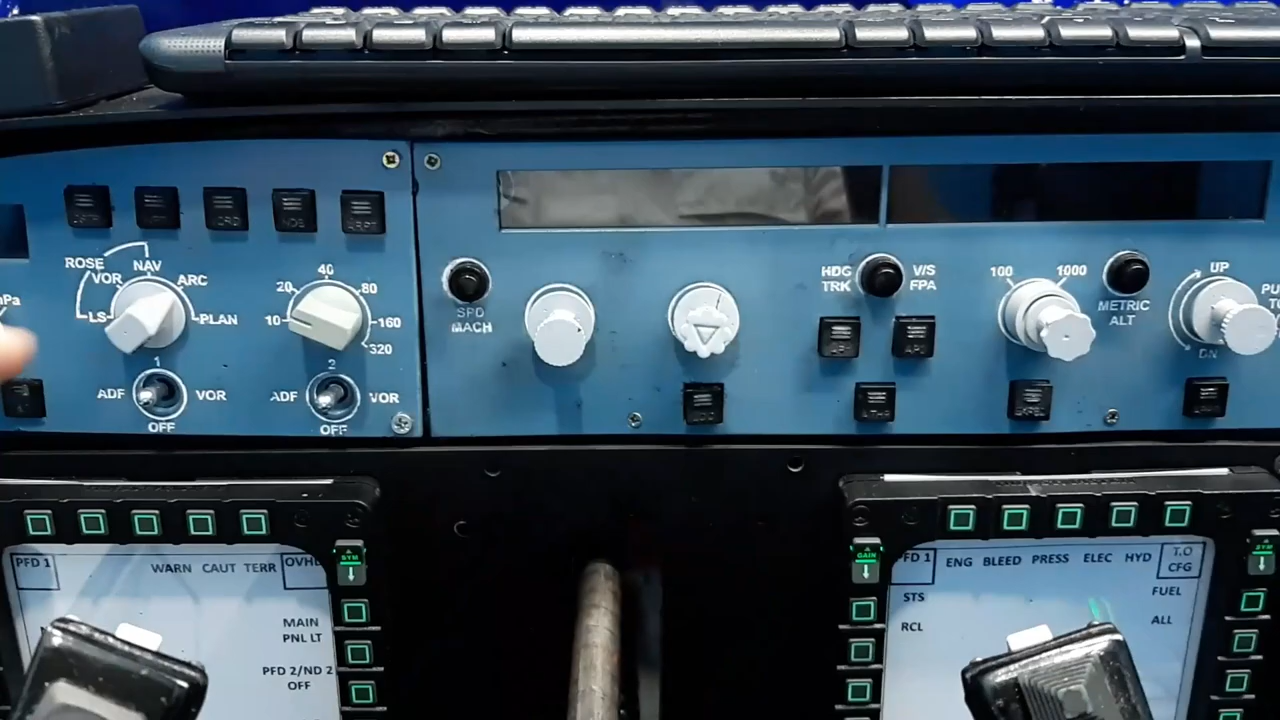 ROSE
VOR
NAV
ARC
LS
PLAN
hPa
10
20
40
80
160
320
1
ADF
VOR
OFF
2
ADF
VOR
OFF
SPD
MACH
HDG
TRK
V/S
FPA
100
1000
METRIC
ALT
UP
DN
PFD 1
WARN CAUT TERR
SYM
MAIN
PNL LT
PFD 2/ND 2
OFF
GAIN
ENG BLEED PRESS ELEC HYD
T.O
CFG
STS
FUEL
RCL
ALL
SYM